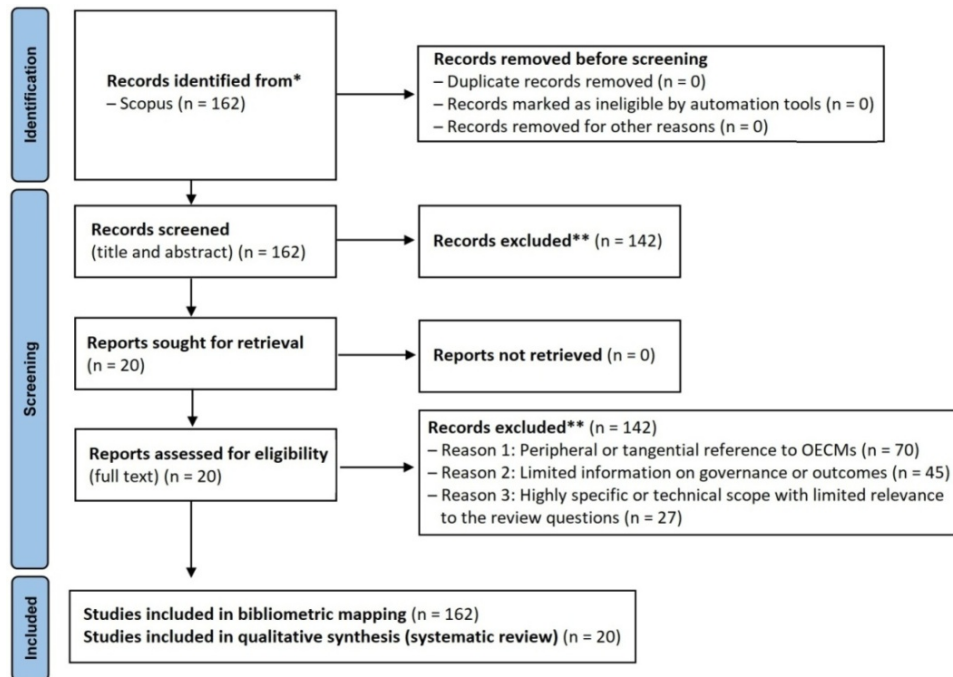 Identification
Records identified from*
– Scopus (n = 162)
Records removed before screening
– Duplicate records removed (n = 0)
– Records marked as ineligible by automation tools (n = 0)
– Records removed for other reasons (n = 0)
Screening
Records screened
(title and abstract) (n = 162)
Records excluded** (n = 142)
Reports sought for retrieval
(n = 20)
Reports not retrieved (n = 0)
Reports assessed for eligibility
(full text) (n = 20)
Records excluded** (n = 142)
– Reason 1: Peripheral or tangential reference to OECMs (n = 70)
– Reason 2: Limited information on governance or outcomes (n = 45)
– Reason 3: Highly specific or technical scope with limited relevance
to the review questions (n = 27)
Included
Studies included in bibliometric mapping (n = 162)
Studies included in qualitative synthesis (systematic review) (n = 20)